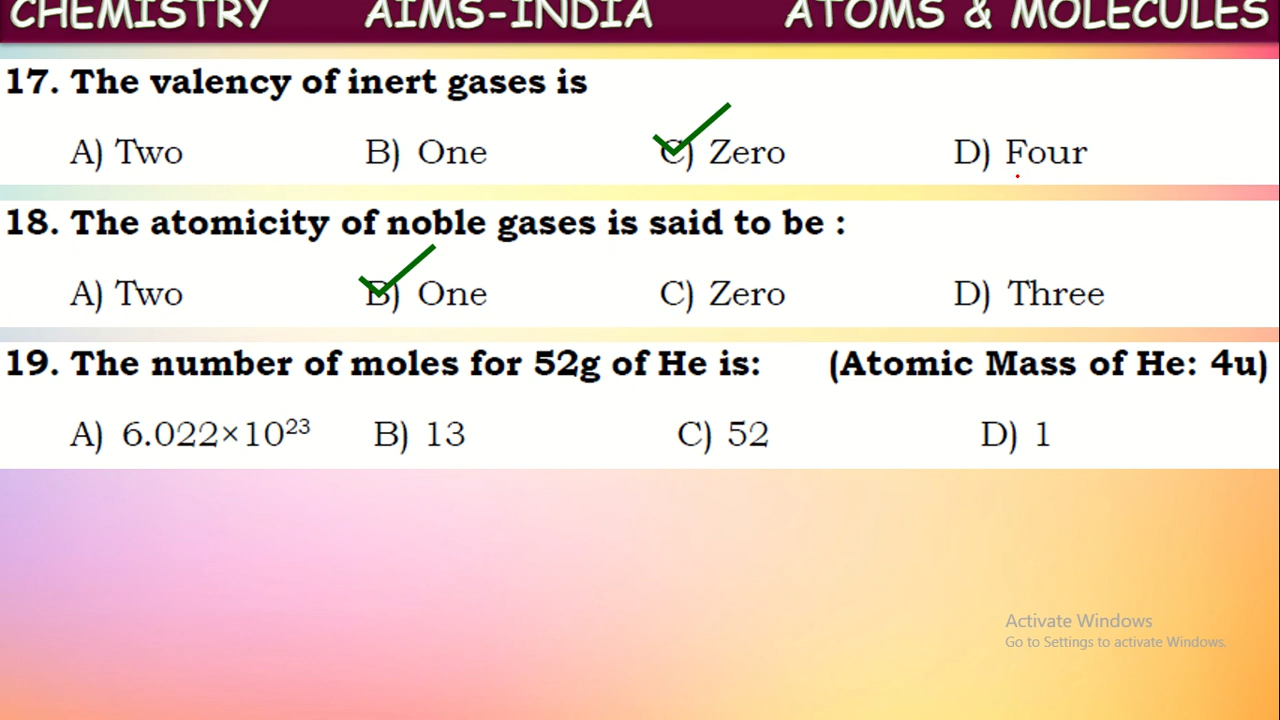 CHEMISTRY AIMS-INDIA ATOMS & MOLECULES
17. The valency of inert gases is
A) Two B) One C) Zero D) Four
18. The atomicity of noble gases is said to be :
A) Two B) One C) Zero D) Three
19. The number of moles for 52g of He is: (Atomic Mass of He: 4u)
A) 6.022×10²³ B) 13 C) 52 D) 1
Activate Windows
Go to Settings to activate Windows.